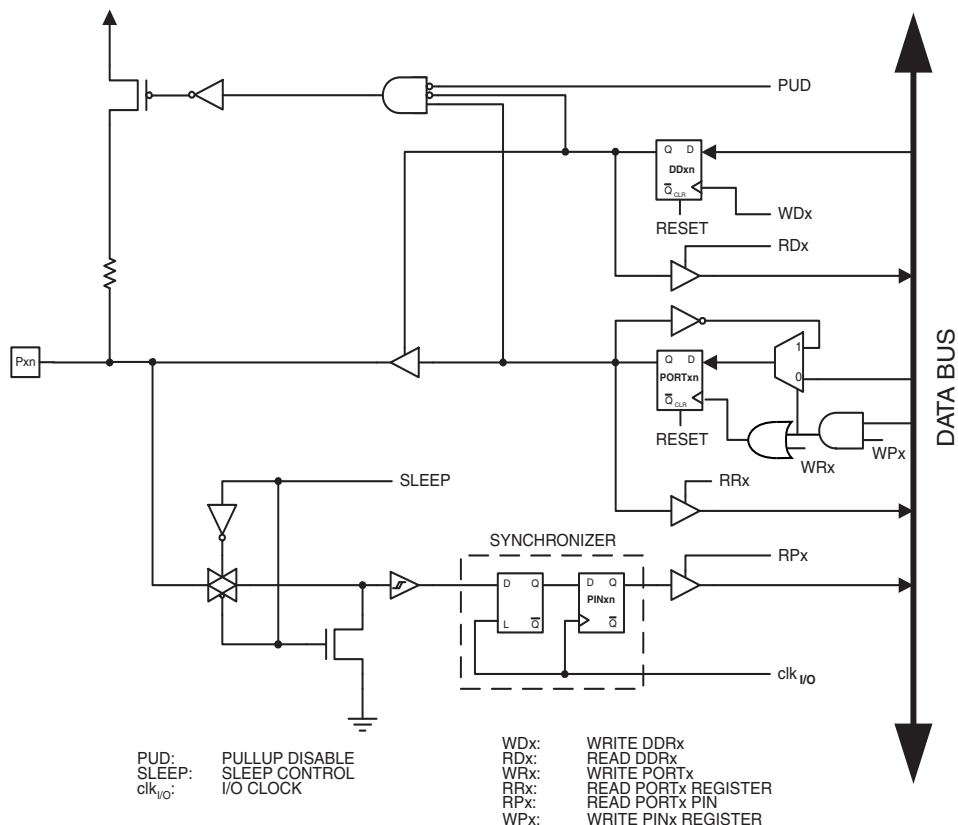 PUD
Q D
DDxn
Q CLR
WDx
RESET
RDx
Pxn
1
Q D
PORTxn
0
Q CLR
RESET
WRx
WPx
DATA BUS
RRx
SLEEP
SYNCHRONIZER
RPx
D Q
D Q
PINxn
L Q
Q
clk I/O
PUD: PULLUP DISABLE
SLEEP: SLEEP CONTROL
clkI/O: I/O CLOCK
WDx: WRITE DDRx
RDx: READ DDRx
WRx: WRITE PORTx
RRx: READ PORTx REGISTER
RPx: READ PORTx PIN
WPx: WRITE PINx REGISTER